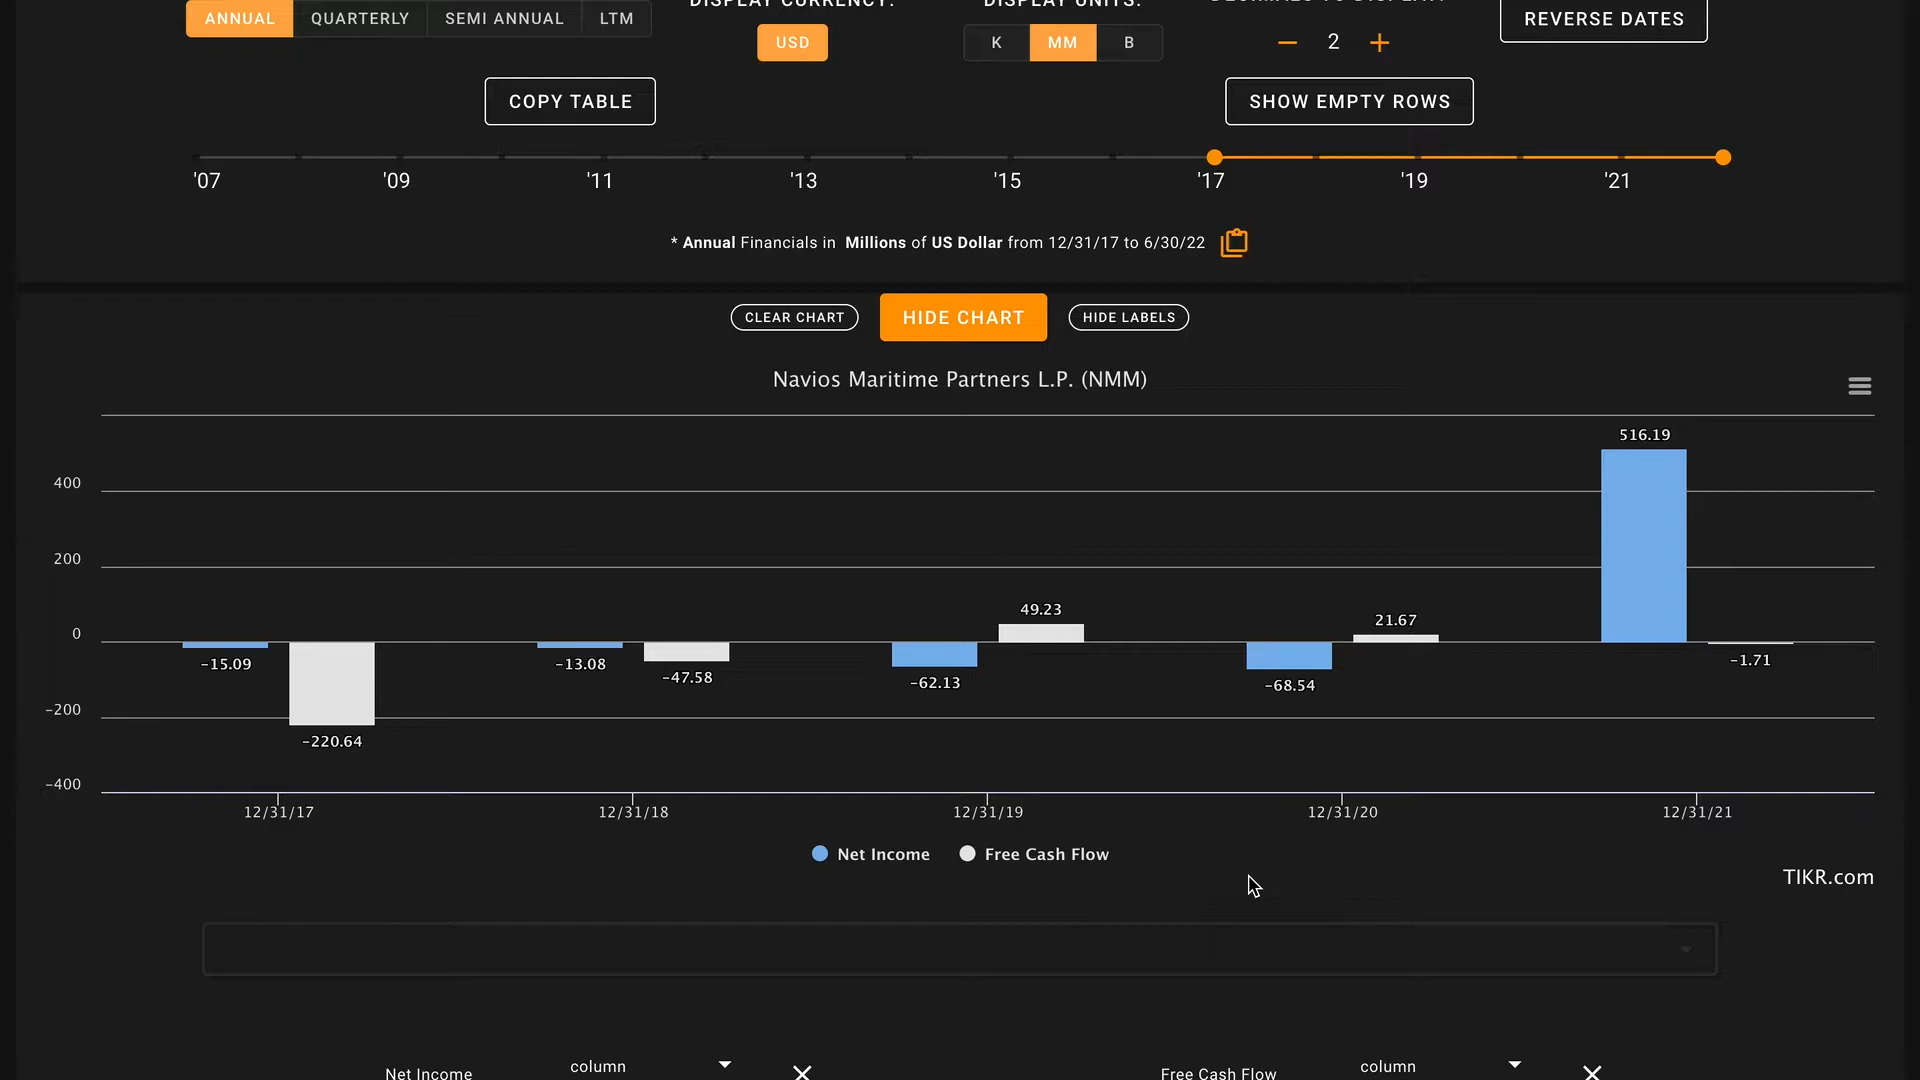 ANNUAL QUARTERLY SEMI ANNUAL LTM
DISPLAY CURRENCY:
USD
DISPLAY UNITS:
K MM B
2
REVERSE DATES
COPY TABLE
SHOW EMPTY ROWS
'07 '09 '11 '13 '15 '17 '19 '21
* Annual Financials in Millions of US Dollar from 12/31/17 to 6/30/22
CLEAR CHART
HIDE CHART
HIDE LABELS
Navios Maritime Partners L.P. (NMM)
400
200
0
-200
-400
516.19
49.23
21.67
-15.09
-13.08
-47.58
-62.13
-68.54
-1.71
-220.64
12/31/17 12/31/18 12/31/19 12/31/20 12/31/21
Net Income Free Cash Flow
TIKR.com
Net Income column
Free Cash Flow column